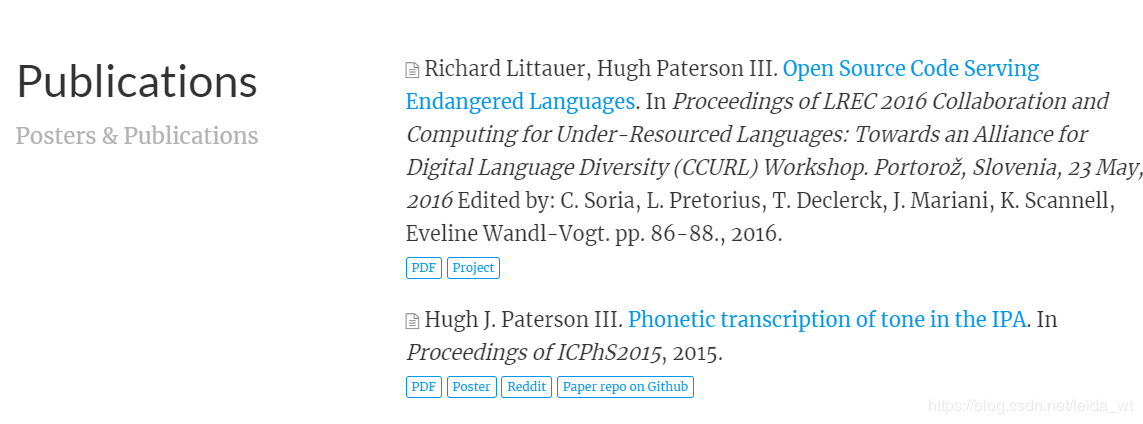 Publications
Posters & Publications
Richard Littauer, Hugh Paterson III. Open Source Code Serving
Endangered Languages. In Proceedings of LREC 2016 Collaboration and
Computing for Under-Resourced Languages: Towards an Alliance for
Digital Language Diversity (CCURL) Workshop. Portorož, Slovenia, 23 May,
2016 Edited by: C. Soria, L. Pretorius, T. Declerck, J. Mariani, K. Scannell,
Eveline Wandl-Vogt. pp. 86-88., 2016.
PDF Project
Hugh J. Paterson III. Phonetic transcription of tone in the IPA. In
Proceedings of ICPhS2015, 2015.
PDF Poster Reddit Paper repo on Github
https://blog.csdn.net/leida_wt